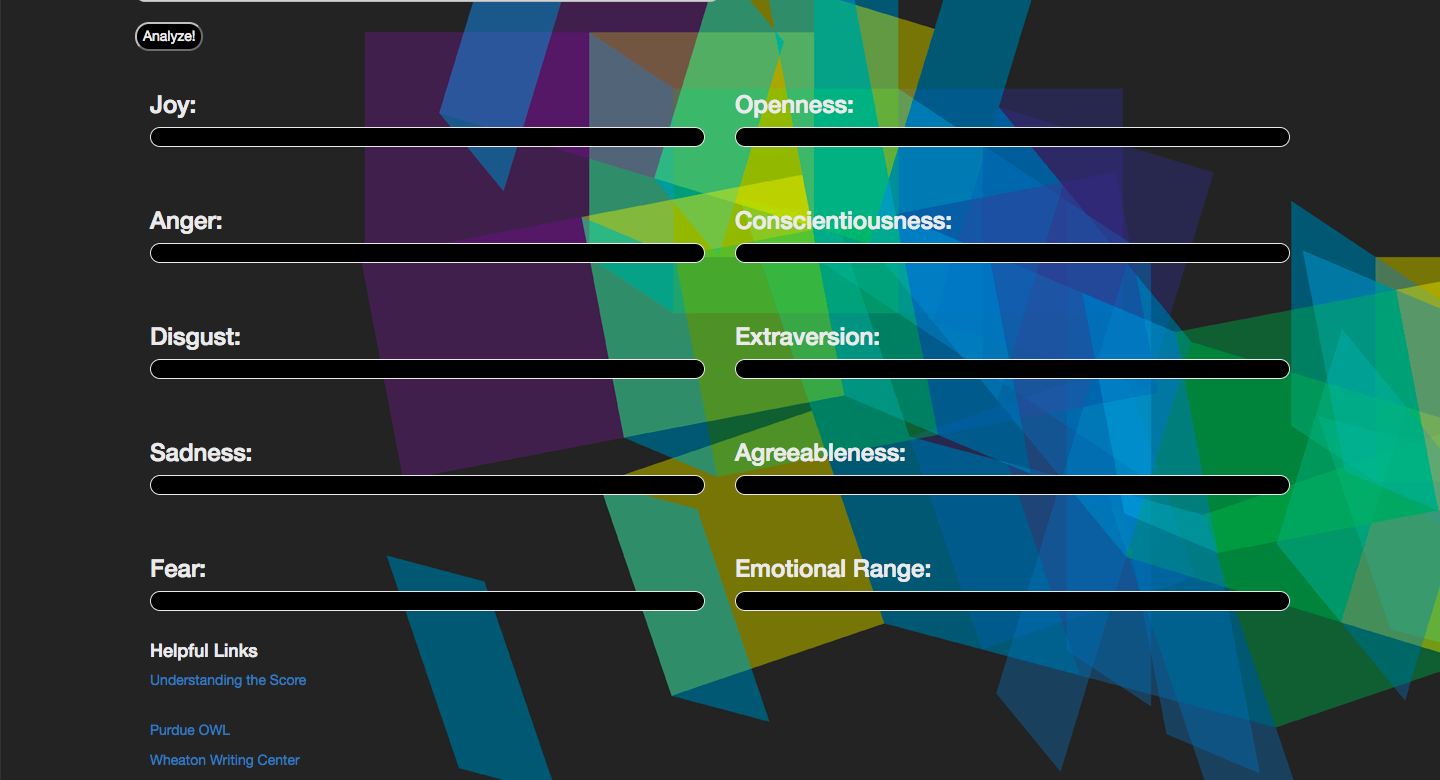 Analyze!
Joy:
Openness:
Anger:
Conscientiousness:
Disgust:
Extraversion:
Sadness:
Agreeableness:
Fear:
Emotional Range:
Helpful Links
Understanding the Score
Purdue OWL
Wheaton Writing Center